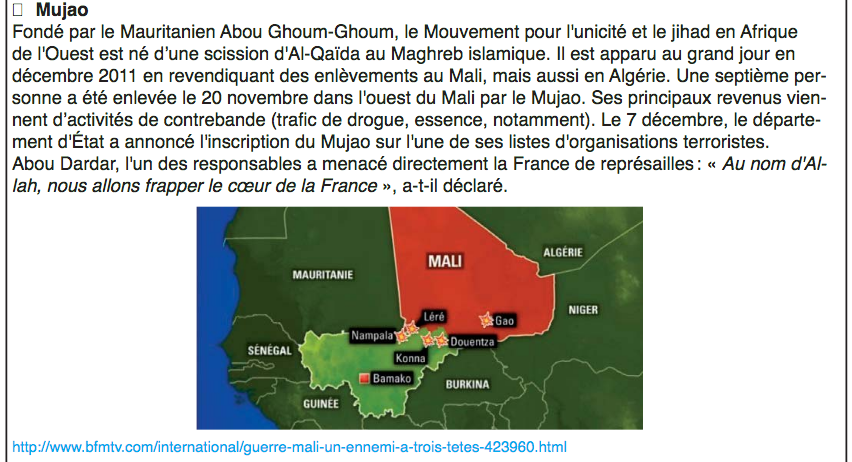 Mujao
Fondé par le Mauritanien Abou Ghoum-Ghoum, le Mouvement pour l'unicité et le jihad en Afrique
de l'Ouest est né d'une scission d'Al-Qaïda au Maghreb islamique. Il est apparu au grand jour en
décembre 2011 en revendiquant des enlèvements au Mali, mais aussi en Algérie. Une septième per-
sonne a été enlevée le 20 novembre dans l'ouest du Mali par le Mujao. Ses principaux revenus vien-
nent d'activités de contrebande (trafic de drogue, essence, notamment). Le 7 décembre, le départe-
ment d'État a annoncé l'inscription du Mujao sur l'une de ses listes d'organisations terroristes.
Abou Dardar, l'un des responsables a menacé directement la France de représailles : « Au nom d'Al-
lah, nous allons frapper le cœur de la France », a-t-il déclaré.
ALGÉRIE
MALI
MAURITANIE
NIGER
Léré
Gao
Nampala
Douentza
SÉNÉGAL
Konna
Bamako
BURKINA
GUINÉE
http://www.bfmtv.com/international/guerre-mali-un-ennemi-a-trois-tetes-423960.html